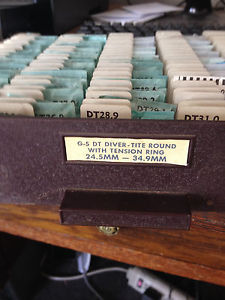 DT28.9
DT31.0
G-S DT DIVER-TITE ROUND
WITH TENSION RING
24.5MM — 34.9MM